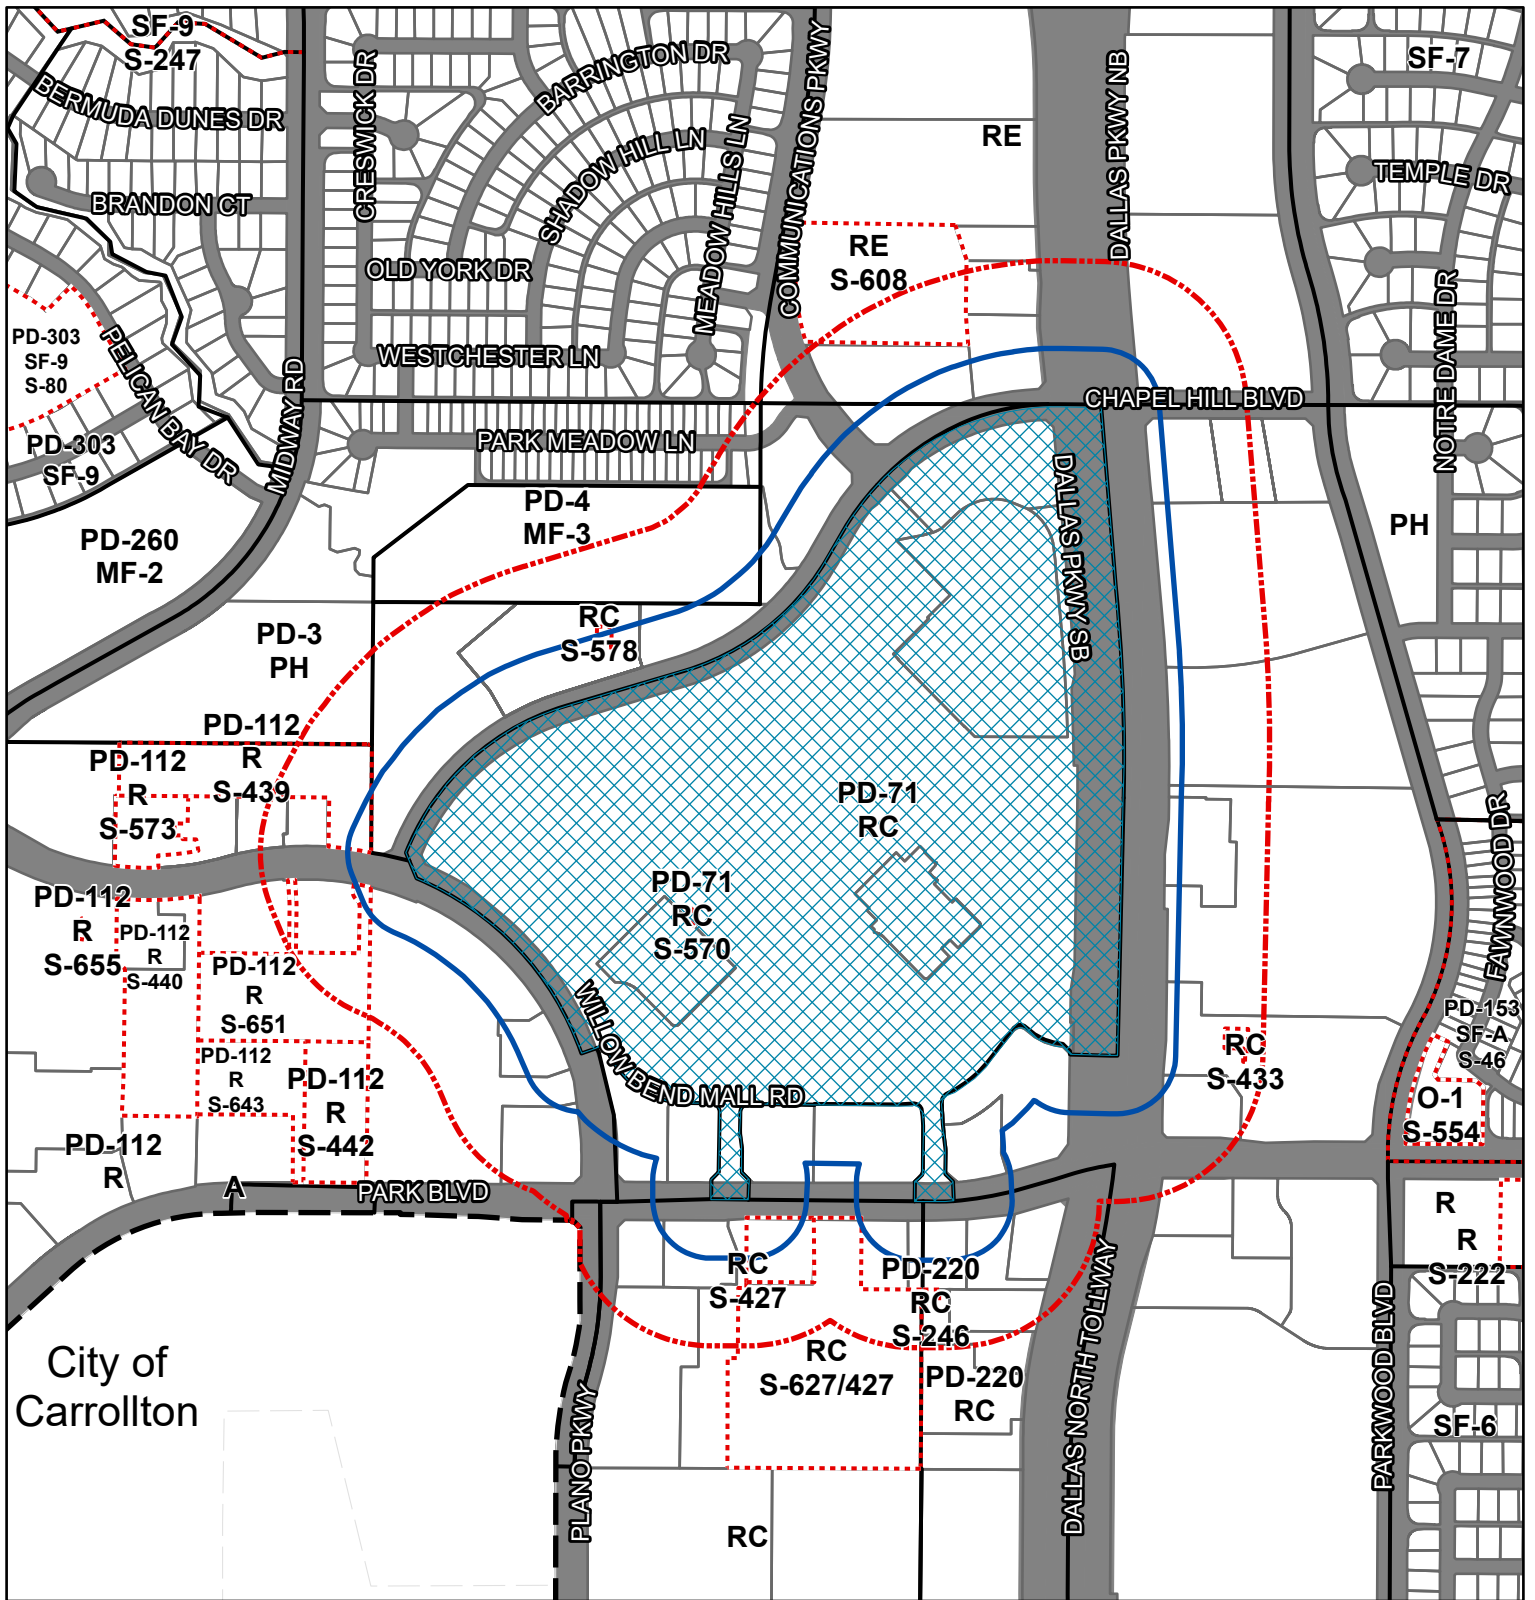 SF-9
S-247
BERMUDA DUNES DR
BRANDON CT
CRESWICK DR
BARRINGTON DR
SHADOW HILL LN
MEADOW HILLS LN
OLD YORK DR
WESTCHESTER LN
COMMUNICATIONS PKWY
RE
DALLAS PKWY NB
SF-7
TEMPLE DR
RE
S-608
NOTRE DAME DR
PD-303
SF-9
S-80
PELICAN BAY DR
MIDWAY RD
CHAPEL HILL BLVD
PD-303
SF-9
PARK MEADOW LN
PD-4
MF-3
DALLAS PKWY SB
PH
PD-260
MF-2
RC
S-578
PD-3
PH
PD-112
R
S-439
PD-112
R
S-573
PD-71
RC
PD-71
RC
S-570
FAWNWOOD DR
PD-112
R
S-655
PD-112
R
S-440
PD-112
R
S-651
PD-112
R
S-643
PD-112
R
S-442
WILLOW BEND MALL RD
RC
S-433
PD-153
SF-A
S-46
O-1
S-554
PD-112
R
A
PARK BLVD
R
R
S-222
RC
S-427
PD-220
RC
S-246
RC
S-627/427
PD-220
RC
City of
Carrollton
PLANO PKWY
DALLAS NORTH TOLLWAY
PARKWOOD BLVD
SF-6
RC